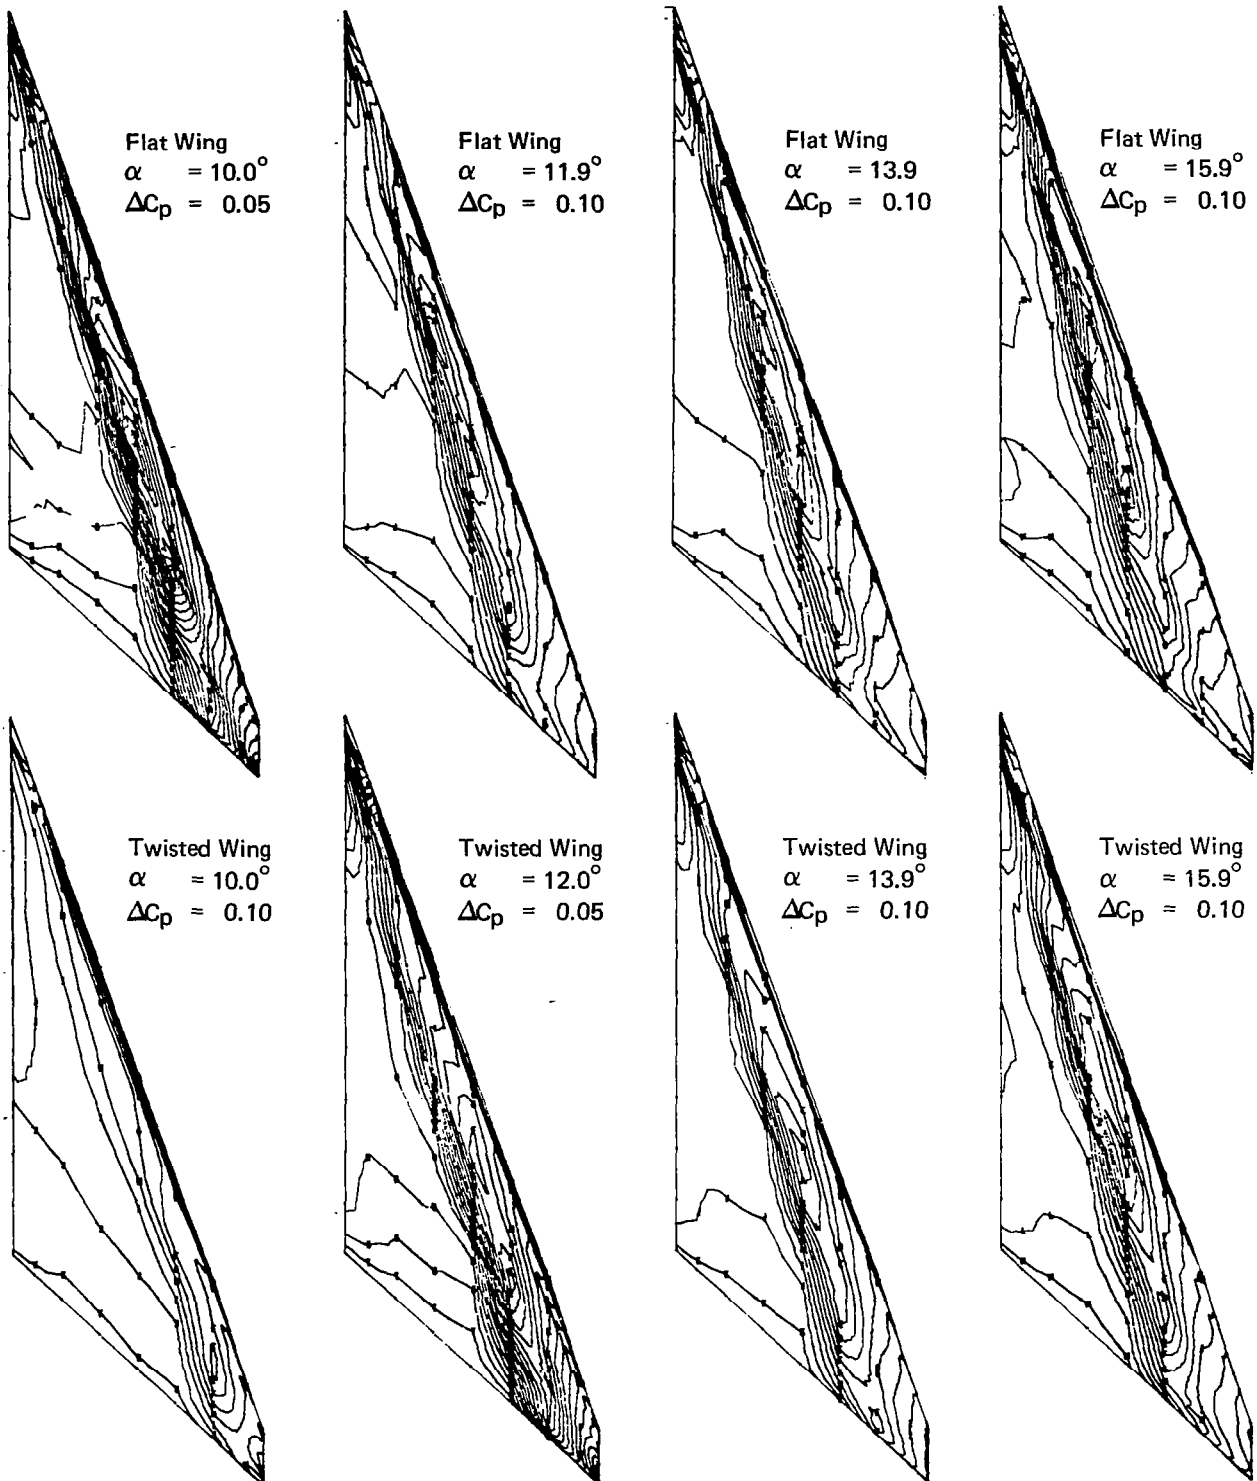 Flat Wing
α = 10.0°
ΔCp = 0.05
Flat Wing
α = 11.9°
ΔCp = 0.10
Flat Wing
α = 13.9
ΔCp = 0.10
Flat Wing
α = 15.9°
ΔCp = 0.10
Twisted Wing
α = 10.0°
ΔCp = 0.10
Twisted Wing
α = 12.0°
ΔCp = 0.05
Twisted Wing
α = 13.9°
ΔCp = 0.10
Twisted Wing
α = 15.9°
ΔCp = 0.10